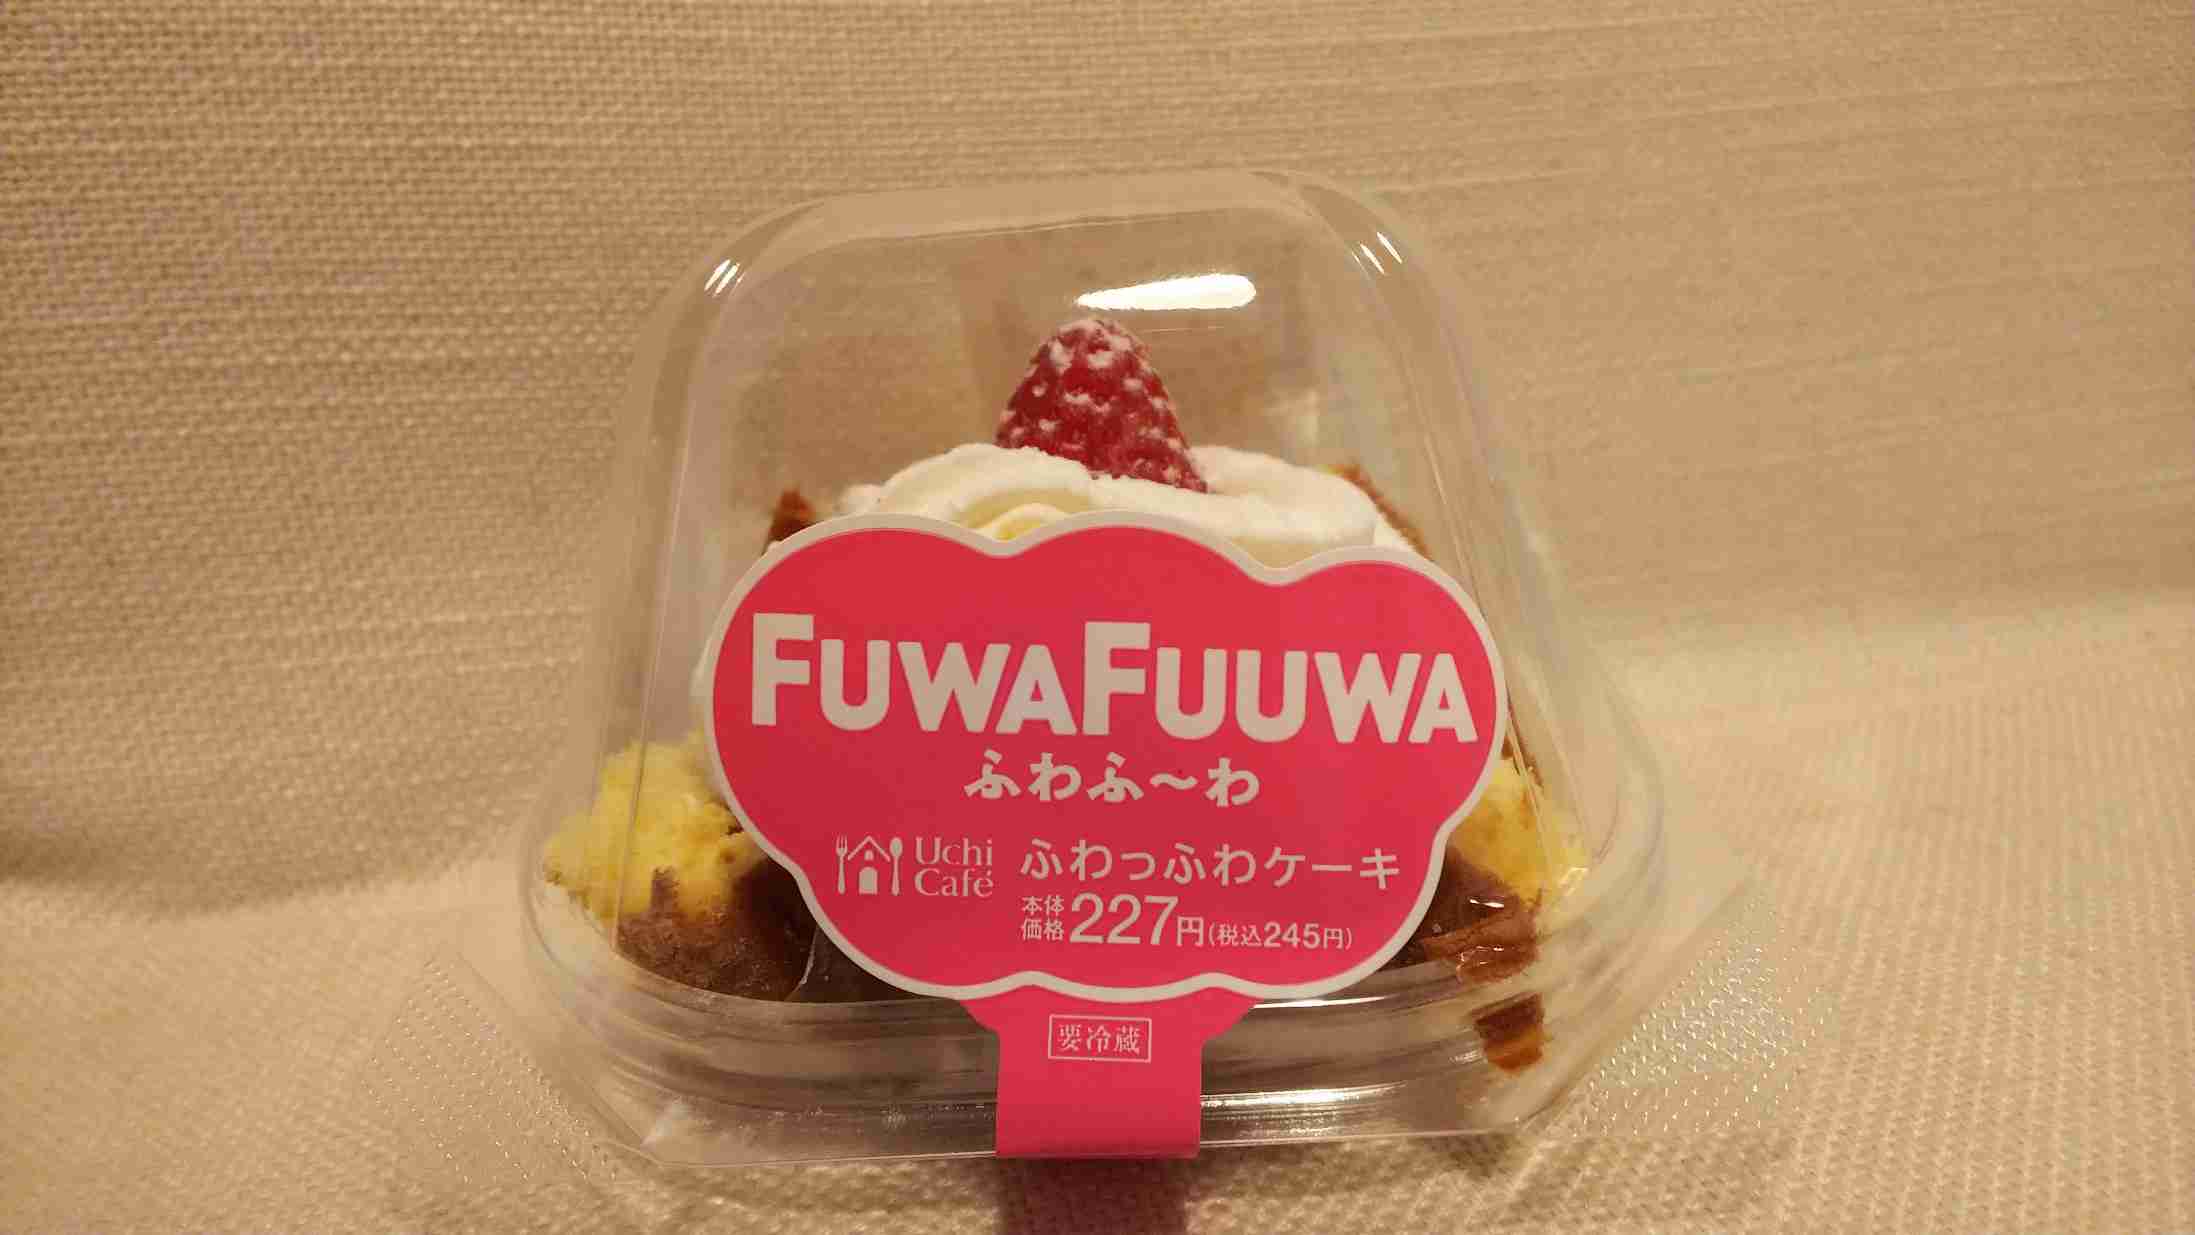 FUWAFUUWA
ふわふ～わ
Uchi
Café
ふわっふわケーキ
本体
価格 227円(税込245円)
要冷蔵